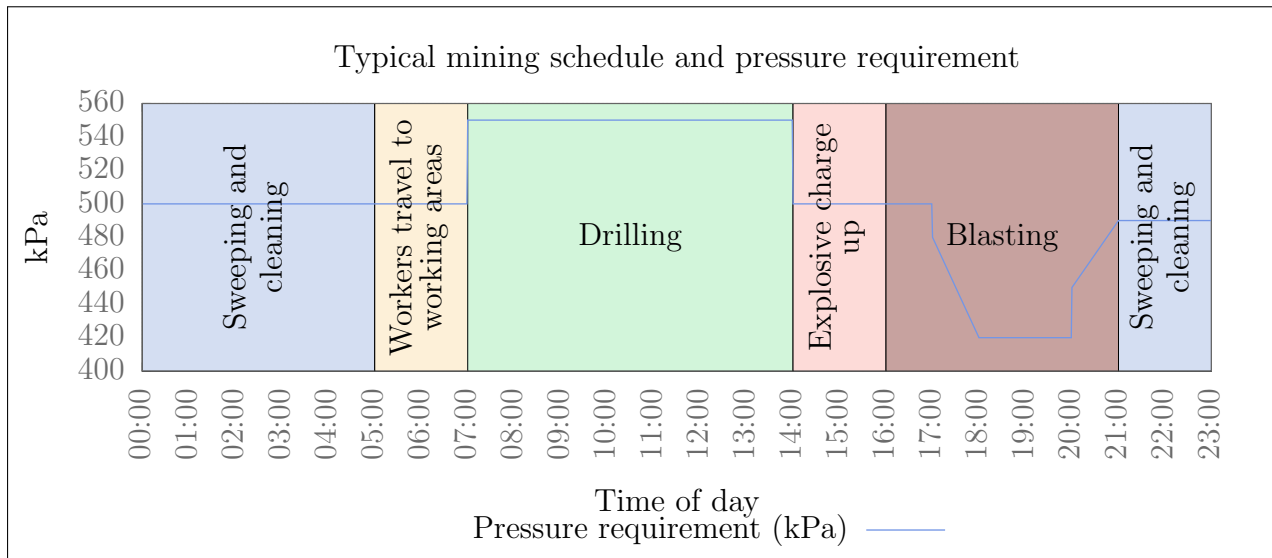 Typical mining schedule and pressure requirement
kPa
560
540
520
500
480
460
440
420
400
Sweeping and
cleaning
Workers travel to
working areas
Drilling
Explosive charge
up
Blasting
Sweeping and
cleaning
00:00
01:00
02:00
03:00
04:00
05:00
06:00
07:00
08:00
09:00
10:00
11:00
12:00
13:00
14:00
15:00
16:00
17:00
18:00
19:00
20:00
21:00
22:00
23:00
Time of day
Pressure requirement (kPa)